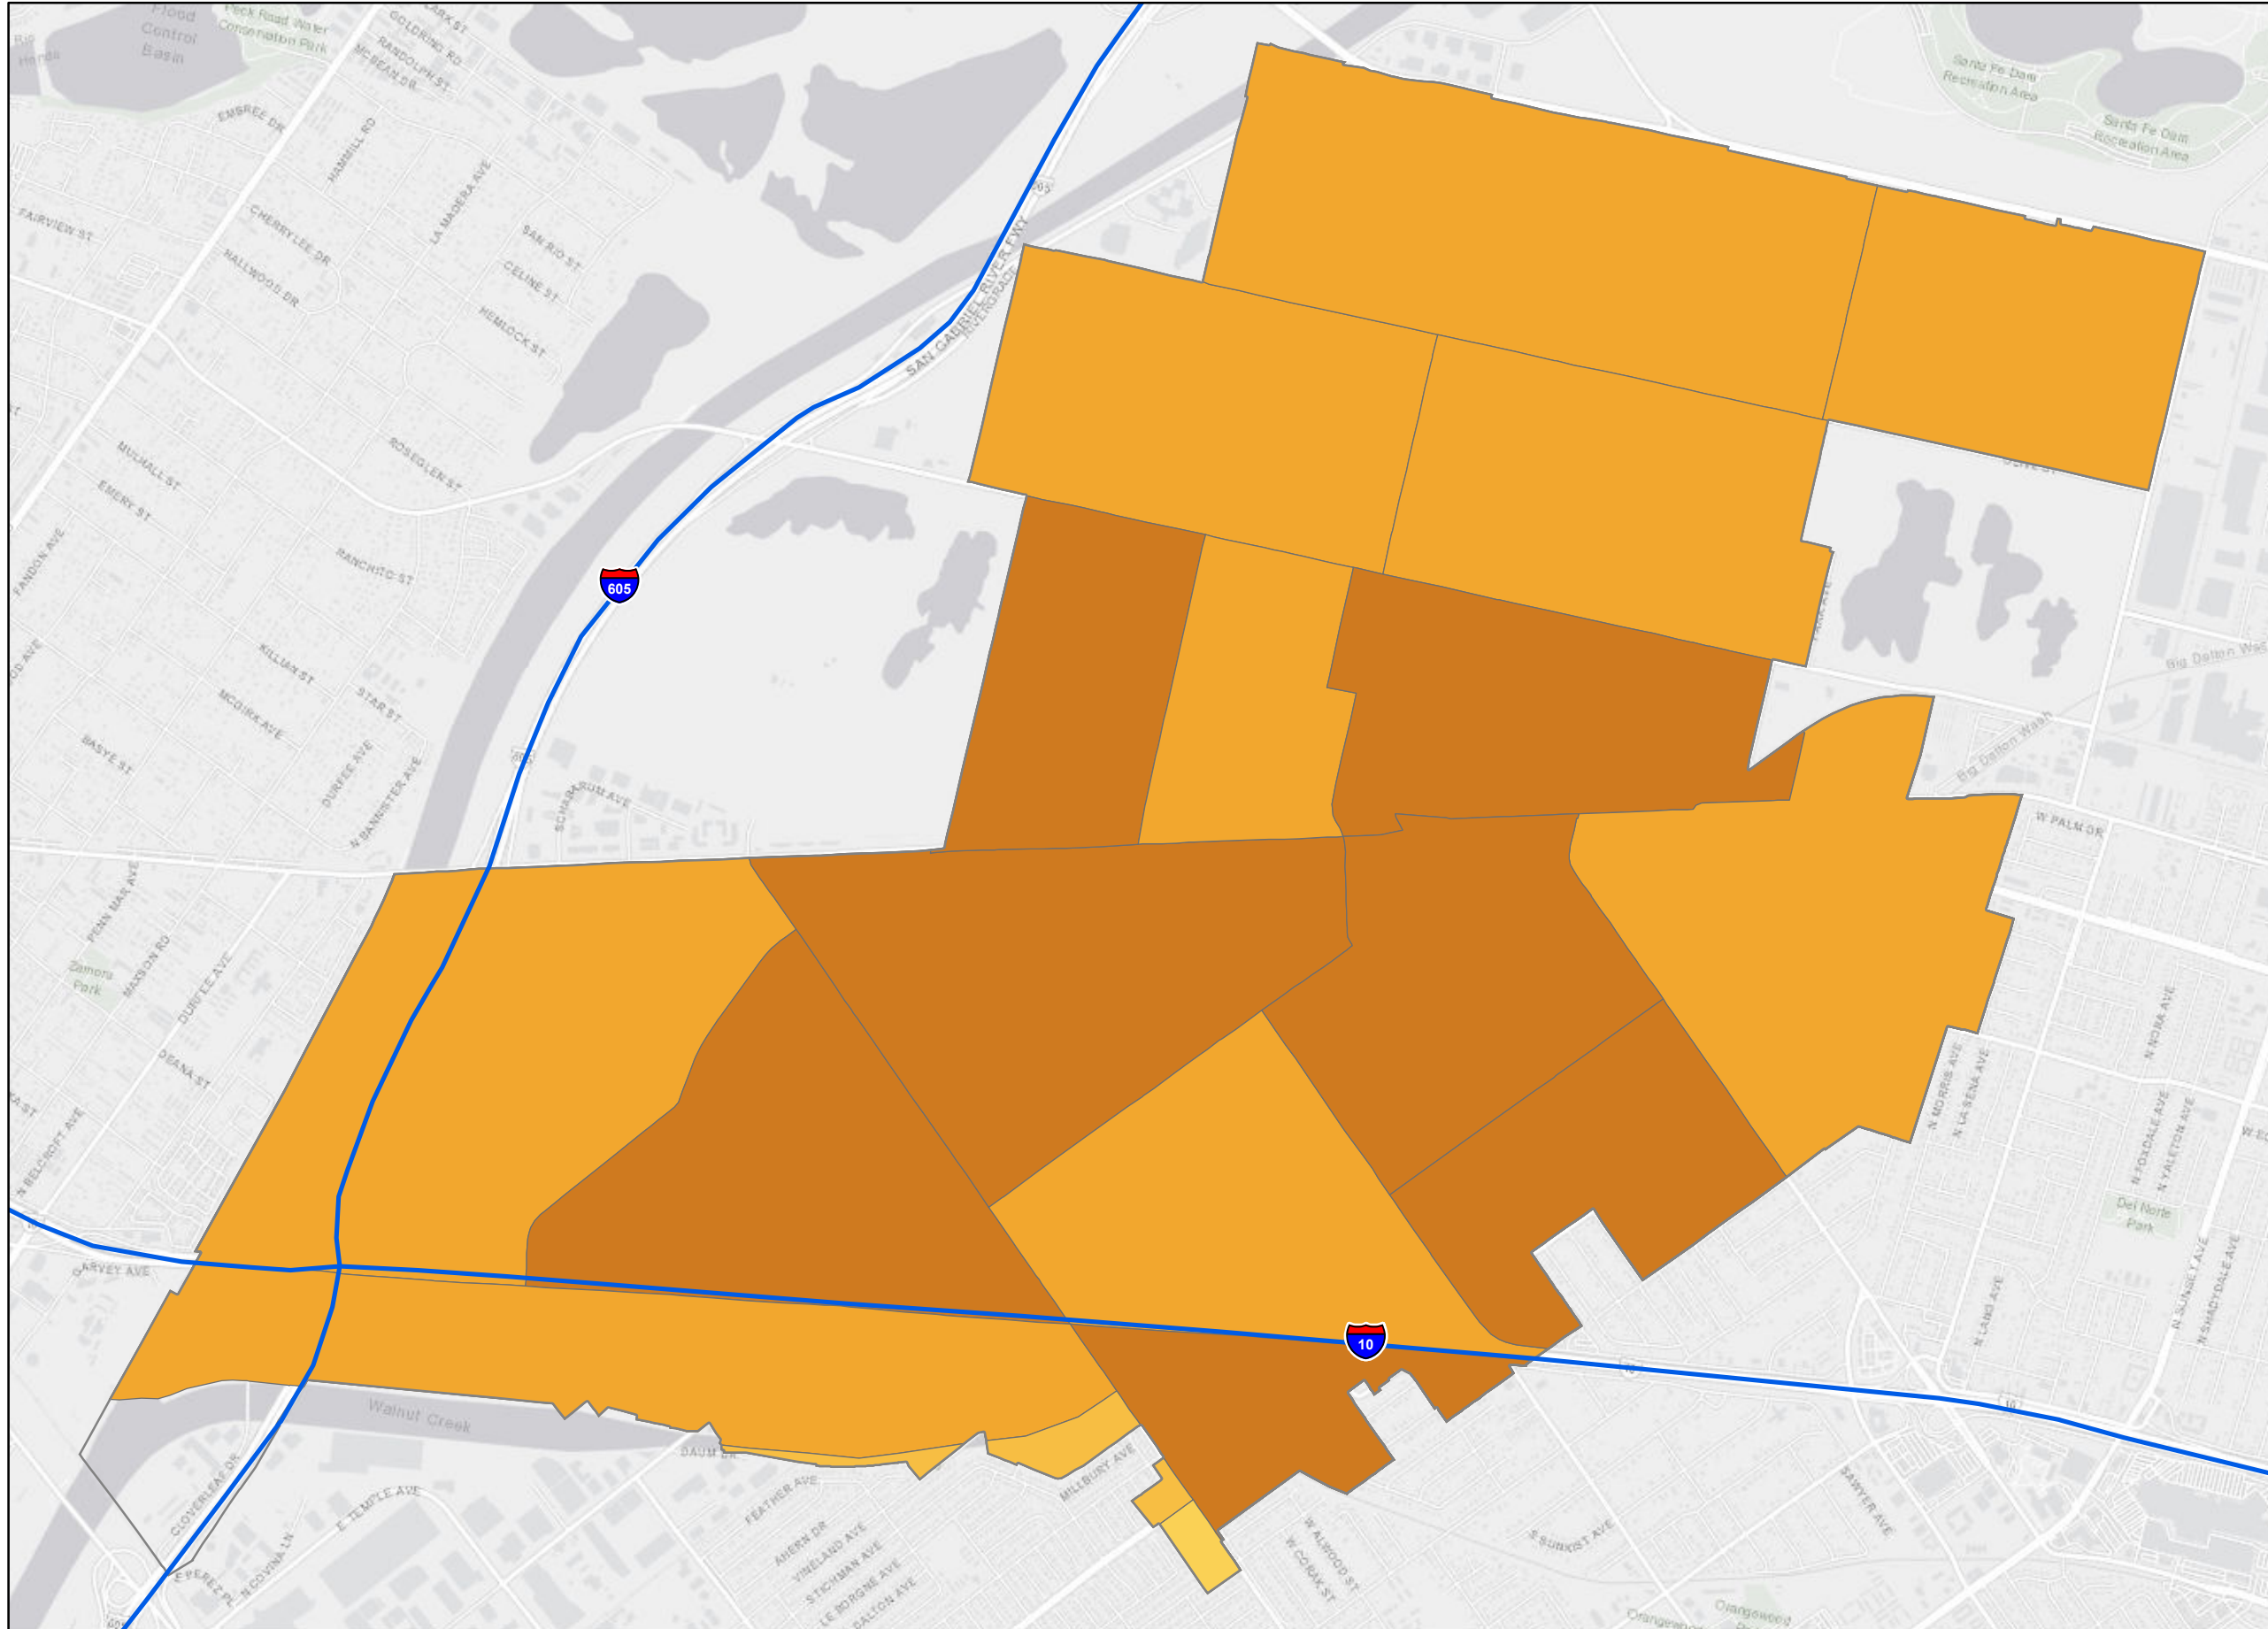 Flood
Control
Basin
Peck Road Water
Conservation Park
CLARK ST
GOLDRING RD
RANDOLPH ST
MCBEAN DR
EMBREE DR
HAMMILL RD
LA MADERA AVE
FAIRVIEW ST
CHERRYLEE DR
HALLWOOD DR
SAN RIO ST
CELINE ST
HEMLOCK ST
Santa Fe Dam
Recreation Area
Santa Fe Dam
Recreation Area
SAN GABRIEL RIVER FWY
RIVERGRADE
MULHALL ST
EMERY ST
ROSEGLEN ST
RANCHITO ST
FANDON AVE
605
KILLIAN ST
STAR ST
MCGIRK AVE
BASYE ST
DURFEE AVE
N BANNISTER AVE
Big Dalton Wash
W PALM DR
PENN MAR AVE
MAXSON RD
DURFEE AVE
Zamora
Park
DEANA ST
N BELCROFT AVE
GARVEY AVE
N NORA AVE
N MORRIS AVE
N LA SENA AVE
N FOXDALE AVE
N YALETON AVE
Del Norte
Park
N LANG AVE
N SUNSET AVE
N SHADYDALE AVE
10
Walnut Creek
DAUM DR
CLOVERLEAF DR
E TEMPLE AVE
N COVINA LN
E PEREZ PL
FEATHER AVE
MILLBURY AVE
AHERN DR
VINELAND AVE
STICHMAN AVE
LE BORGNE AVE
DALTON AVE
W ALWOOD ST
W CORAK ST
S SUNKIST AVE
SAWYER AVE
Orangewood